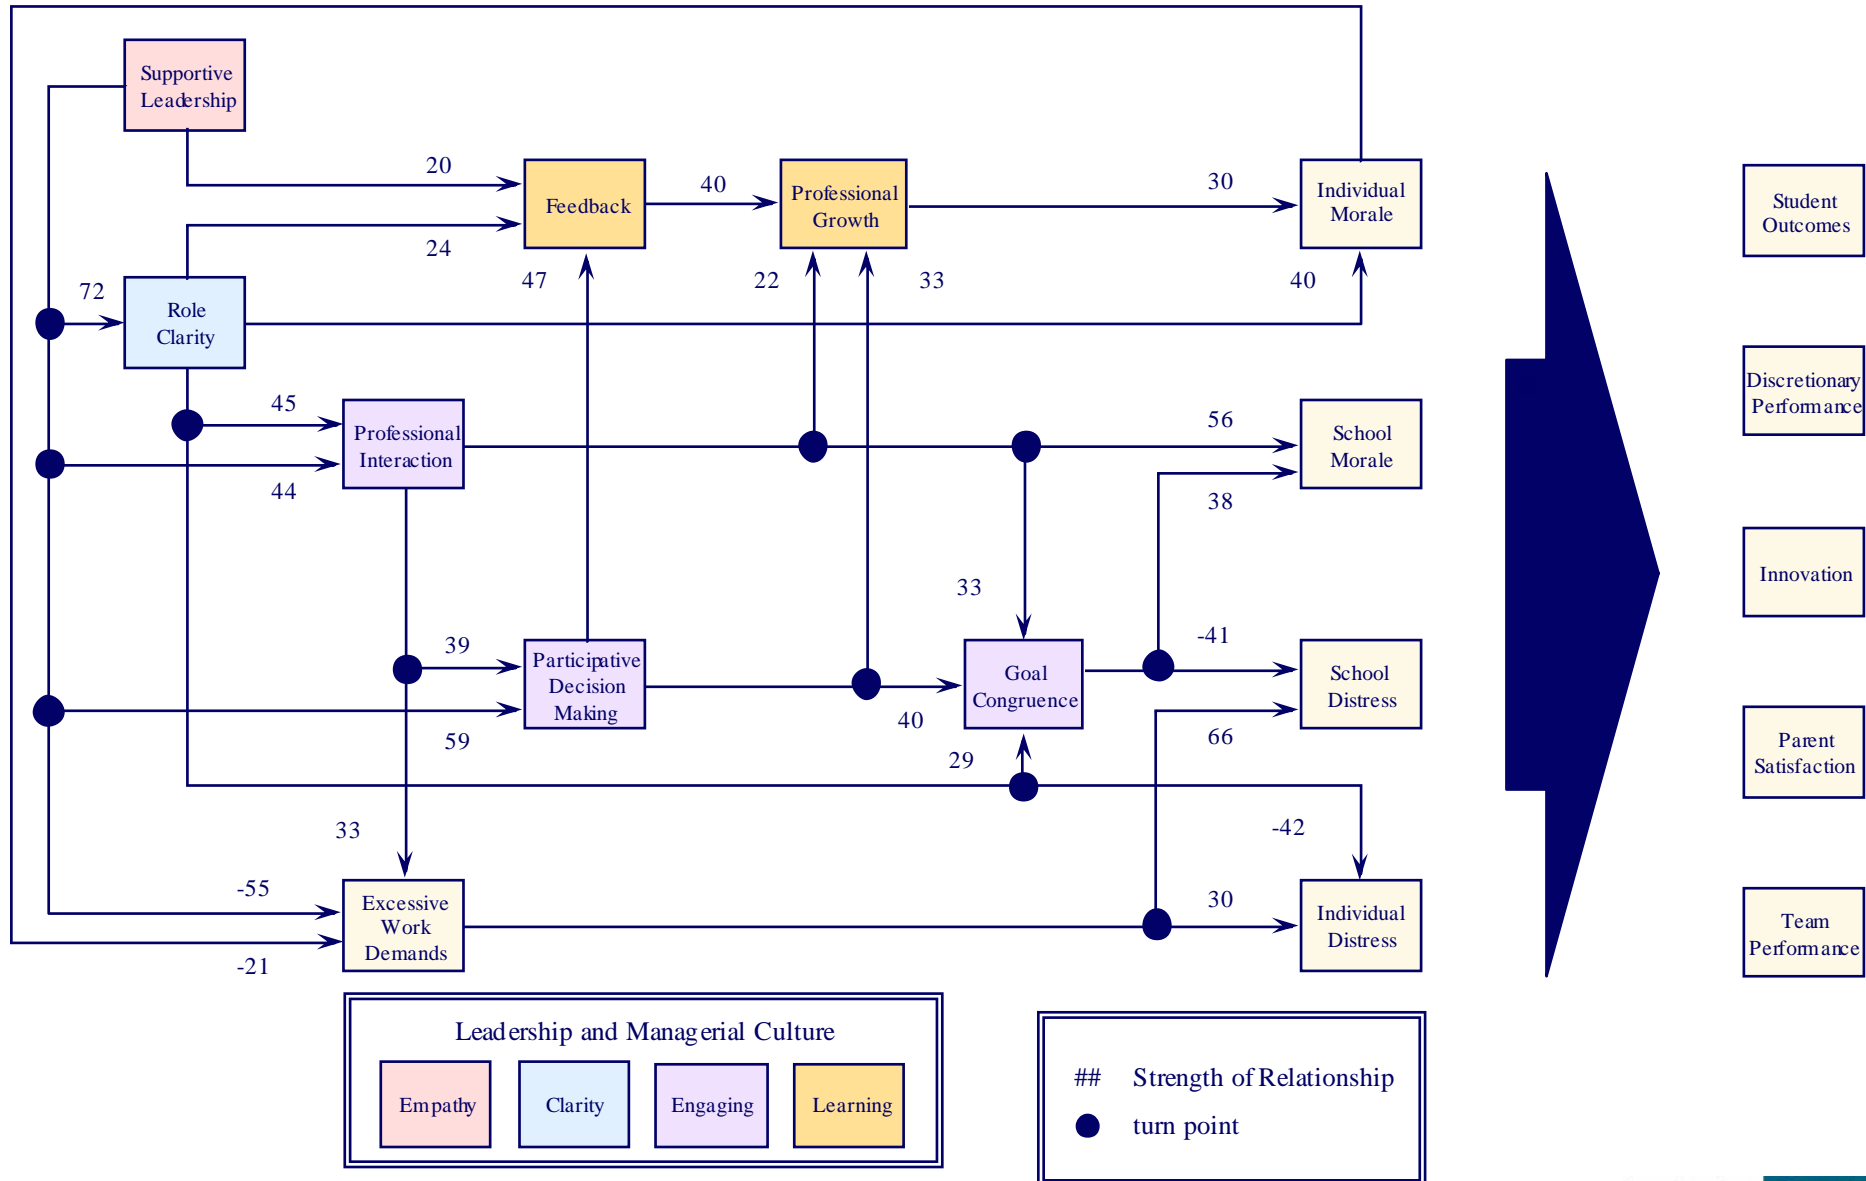 Supportive
Leadership
20
Feedback
40
Professional
Growth
30
Individual
Morale
Student
Outcomes
24
47
22
33
40
72
Role
Clarity
Discretionary
Performance
45
Professional
Interaction
44
56
School
Morale
38
Innovation
33
39
Participative
Decision
Making
59
40
Goal
Congruence
29
-41
School
Distress
66
Parent
Satisfaction
33
-42
-55
Excessive
Work
Demands
-21
30
Individual
Distress
Team
Performance
Leadership and Managerial Culture
Empathy
Clarity
Engaging
Learning
## Strength of Relationship
turn point